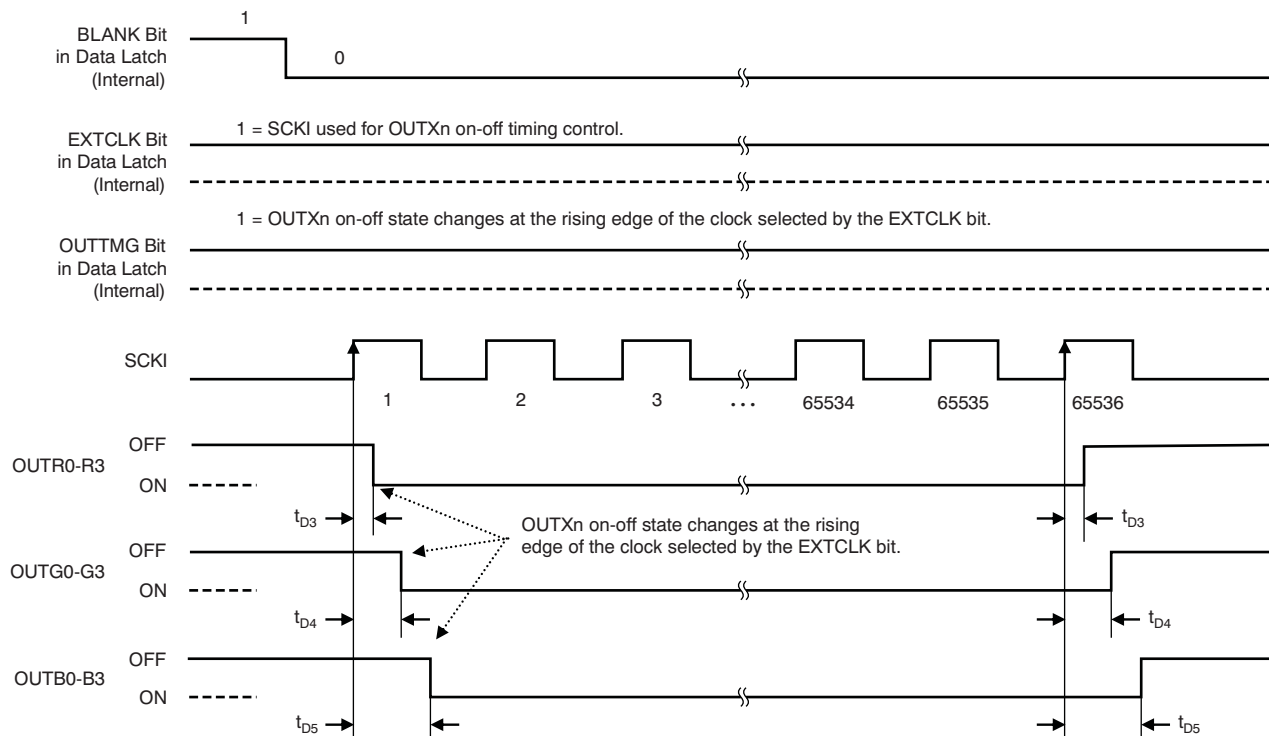 1
BLANK Bit
in Data Latch
(Internal)
0
1 = SCKI used for OUTXn on-off timing control.
EXTCLK Bit
in Data Latch
(Internal)
1 = OUTXn on-off state changes at the rising edge of the clock selected by the EXTCLK bit.
OUTTMG Bit
in Data Latch
(Internal)
SCKI
1 2 3 ... 65534 65535 65536
OFF
OUTR0-R3
ON
tD3 tD3
OUTXn on-off state changes at the rising
edge of the clock selected by the EXTCLK bit.
OFF
OUTG0-G3
ON
tD4 tD4
OFF
OUTB0-B3
ON
tD5 tD5